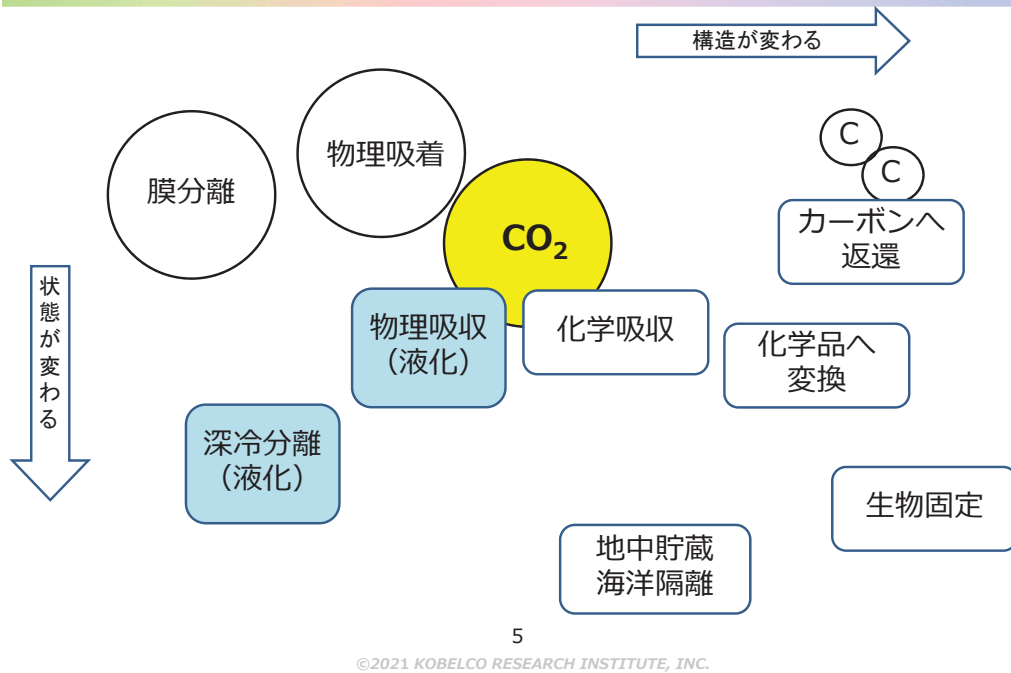 構造が変わる
状態が変わる
膜分離
物理吸着
CO₂
C
C
カーボンへ
返還
物理吸収
（液化）
化学吸収
化学品へ
変換
深冷分離
（液化）
生物固定
地中貯蔵
海洋隔離
5
©2021 KOBELCO RESEARCH INSTITUTE, INC.